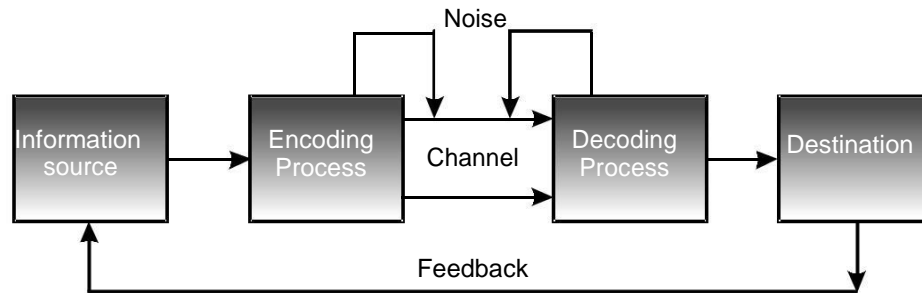 Noise
Information
source
Encoding
Process
Channel
Decoding
Process
Destination
Feedback